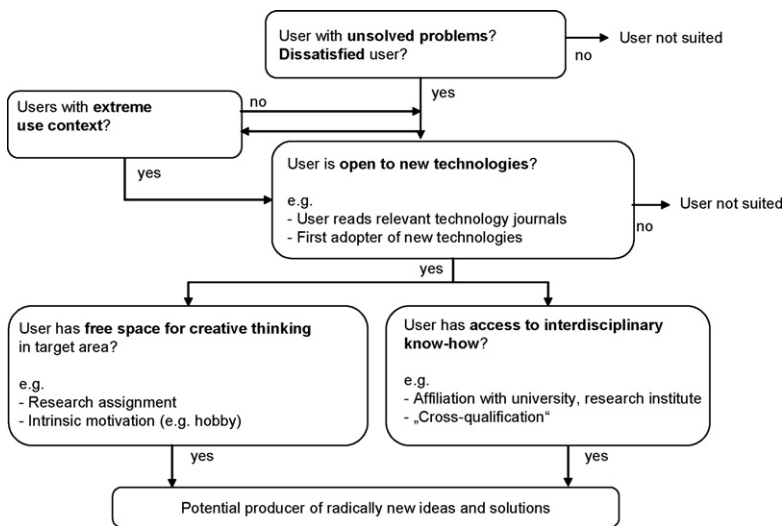 User with unsolved problems?
Dissatisfied user?
User not suited
no
yes
Users with extreme
use context?
no
yes
User is open to new technologies?
e.g.
- User reads relevant technology journals
- First adopter of new technologies
User not suited
no
yes
User has free space for creative thinking
in target area?
e.g.
- Research assignment
- Intrinsic motivation (e.g. hobby)
User has access to interdisciplinary
know-how?
e.g.
- Affiliation with university, research institute
- „Cross-qualification“
yes
yes
Potential producer of radically new ideas and solutions